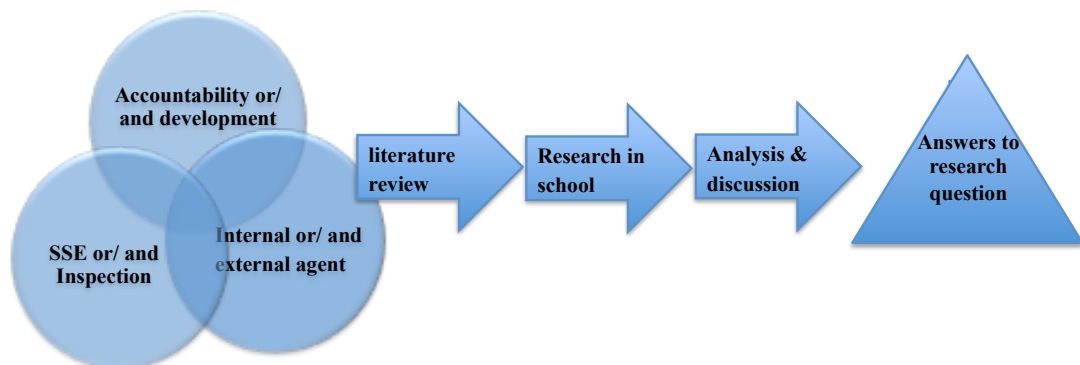 Accountability or/
and development
SSE or/ and
Inspection
Internal or/ and
external agent
literature
review
Research in
school
Analysis &
discussion
Answers to
research
question